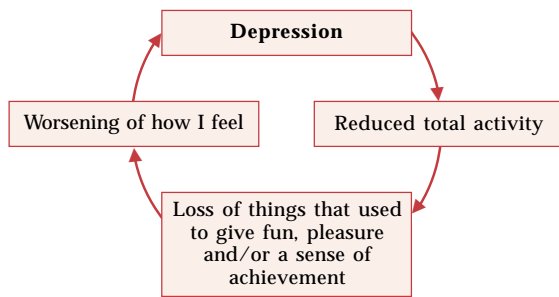 Depression
Worsening of how I feel
Reduced total activity
Loss of things that used
to give fun, pleasure
and/or a sense of
achievement